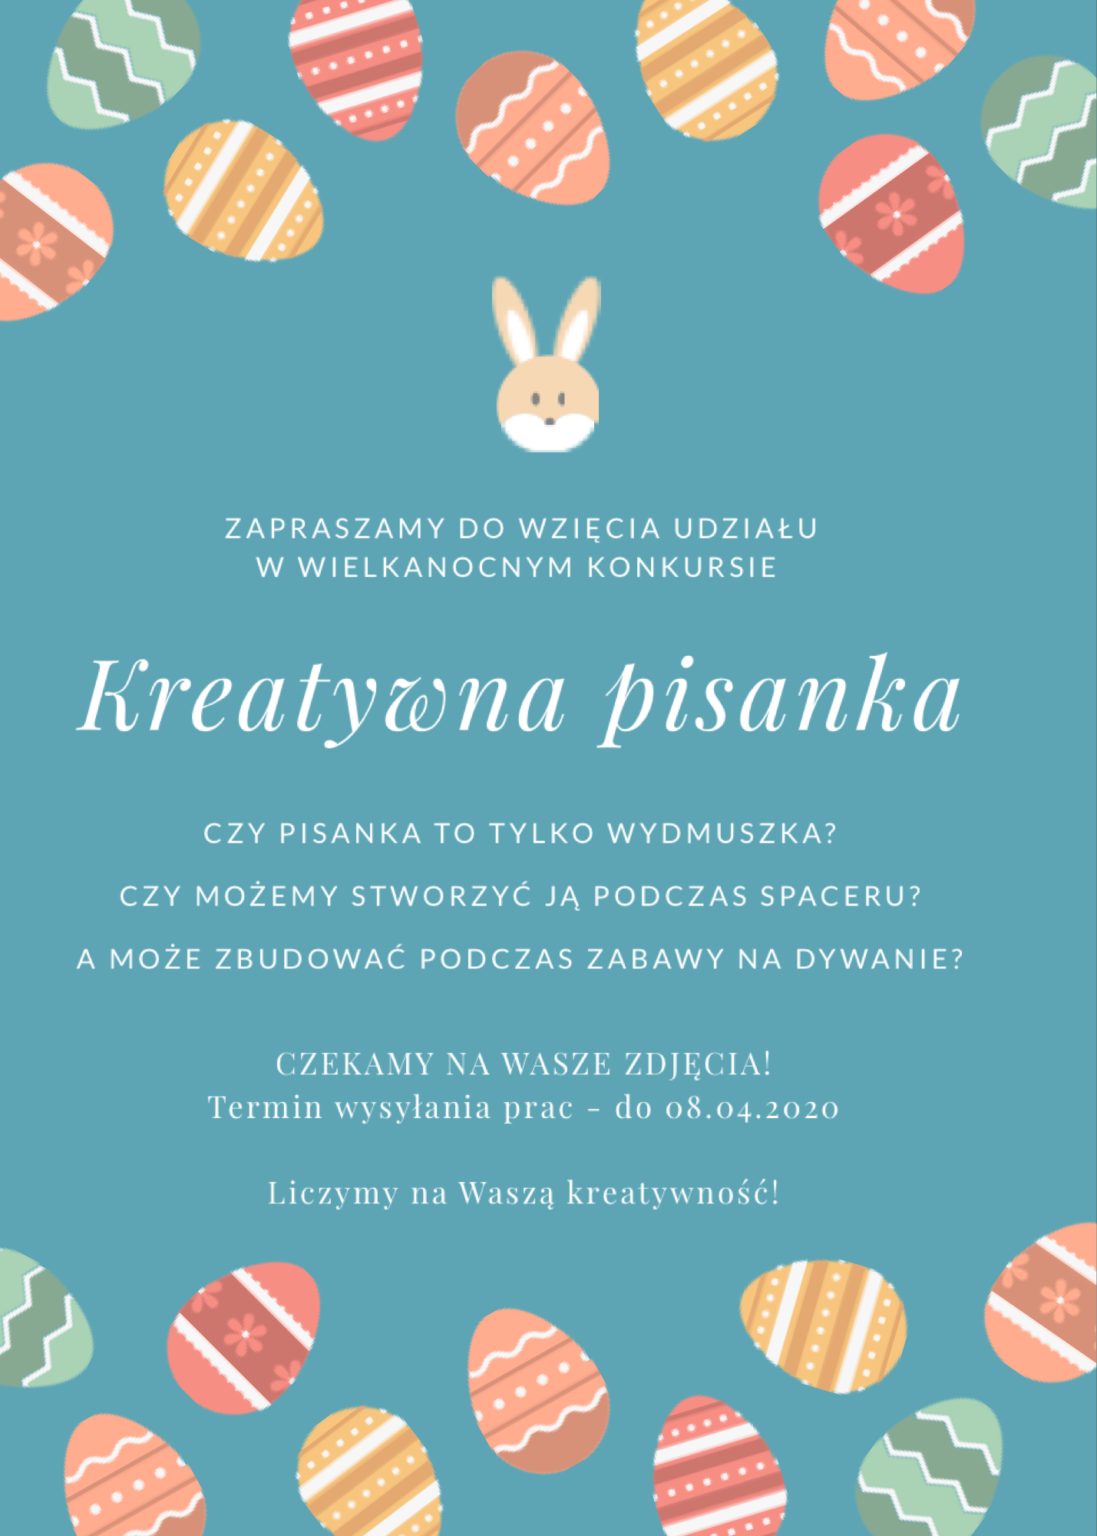 ZAPRASZAMY DO WZIĘCIA UDZIAŁU
W WIELKANOCNYM KONKURSIE
Kreatywna pisanka
CZY PISANKA TO TYLKO WYDMUSZKA?
CZY MOŻEMY STWORZYĆ JĄ PODCZAS SPACERU?
A MOŻE ZBUDOWAĆ PODCZAS ZABAWY NA DYWANIE?
CZEKAMY NA WASZE ZDJĘCIA!
Termin wysyłania prac - do 08.04.2020
Liczymy na Waszą kreatywność!